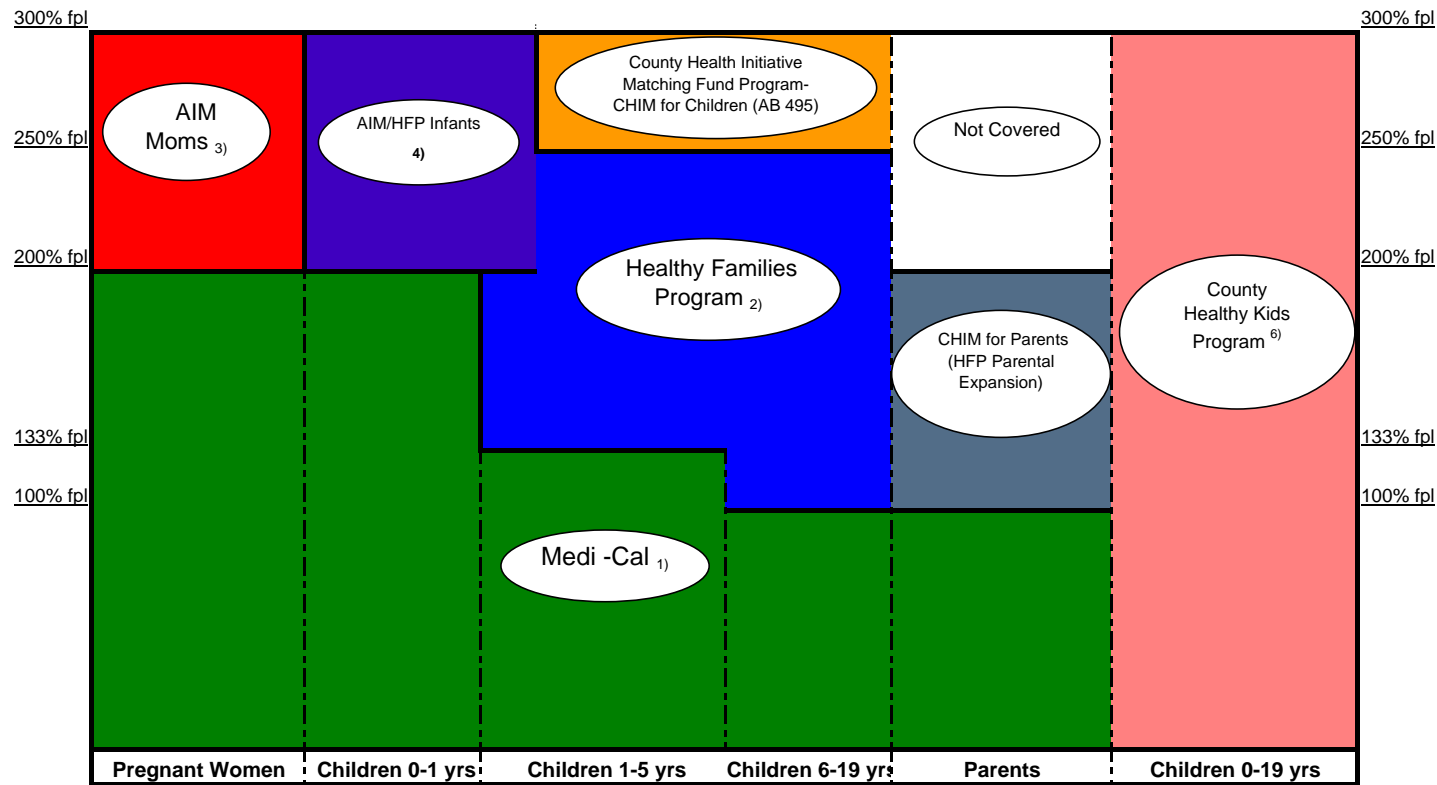 300% fpl
300% fpl
County Health Initiative
Matching Fund Program-
CHIM for Children (AB 495)
AIM
Moms 3)
AIM/HFP Infants
4)
Not Covered
250% fpl
250% fpl
200% fpl
200% fpl
Healthy Families
Program 2)
County
Healthy Kids
Program 6)
CHIM for Parents
(HFP Parental
Expansion)
133% fpl
133% fpl
100% fpl
100% fpl
Medi -Cal 1)
Pregnant Women
Children 0-1 yrs
Children 1-5 yrs
Children 6-19 yrs
Parents
Children 0-19 yrs